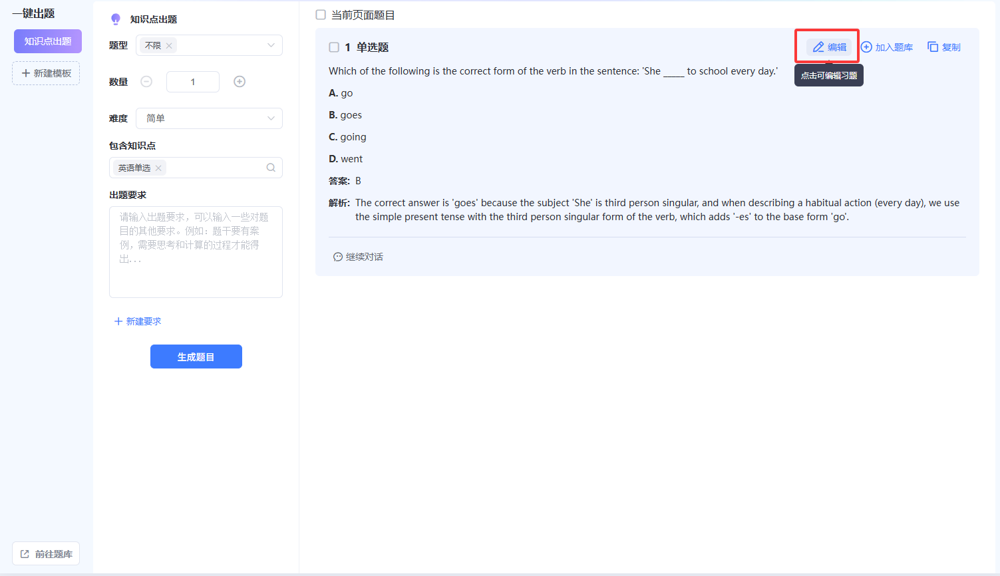 一键出题
知识点出题
新建模板
前往题库
知识点出题
题型 不限
数量 1
难度 简单
包含知识点
英语单选
出题要求
请输入出题要求，可以输入一些对题
目的其他要求。例如：题干要有案
例，需要思考和计算的过程才能得
出...
新建要求
生成题目
当前页面题目
1 单选题
编辑 加入题库 复制
点击可编辑习题
Which of the following is the correct form of the verb in the sentence: 'She ____ to school every day.'
A. go
B. goes
C. going
D. went
答案: B
解析: The correct answer is 'goes' because the subject 'She' is third person singular, and when describing a habitual action (every day), we use
the simple present tense with the third person singular form of the verb, which adds '-es' to the base form 'go'.
继续对话